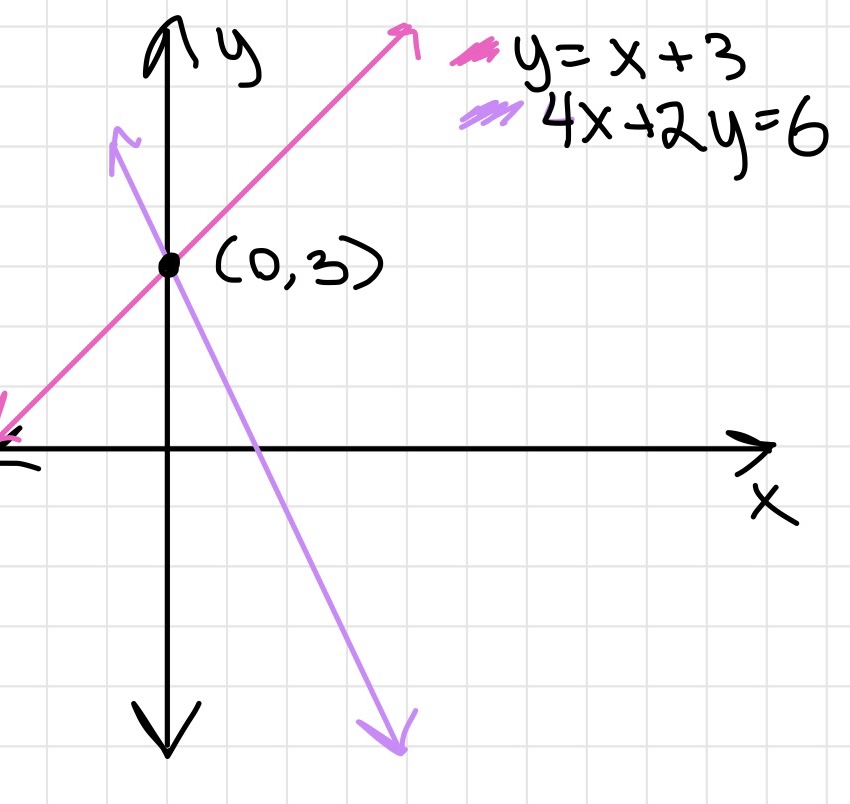 y
y = x + 3
4x + 2y = 6
(0, 3)
x